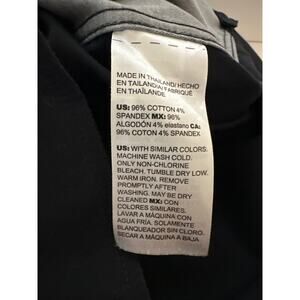 MADE IN THAILAND/ HECHO
EN TAILANDIA/ FABRIQUÉ
EN THAÏLANDE
US: 96% COTTON 4%
SPANDEX MX: 96%
ALGODÓN 4% elastano CA:
96% COTON 4% SPANDEX
US: WITH SIMILAR COLORS.
MACHINE WASH COLD.
ONLY NON-CHLORINE
BLEACH. TUMBLE DRY LOW.
WARM IRON. REMOVE
PROMPTLY AFTER
WASHING. MAY BE DRY
CLEANED MX: CON
COLORES SIMILARES.
LAVAR A MÁQUINA CON
AGUA FRÍA. SOLAMENTE
BLANQUEADOR SIN CLORO.
SECAR A MÁQUINA A BAJA